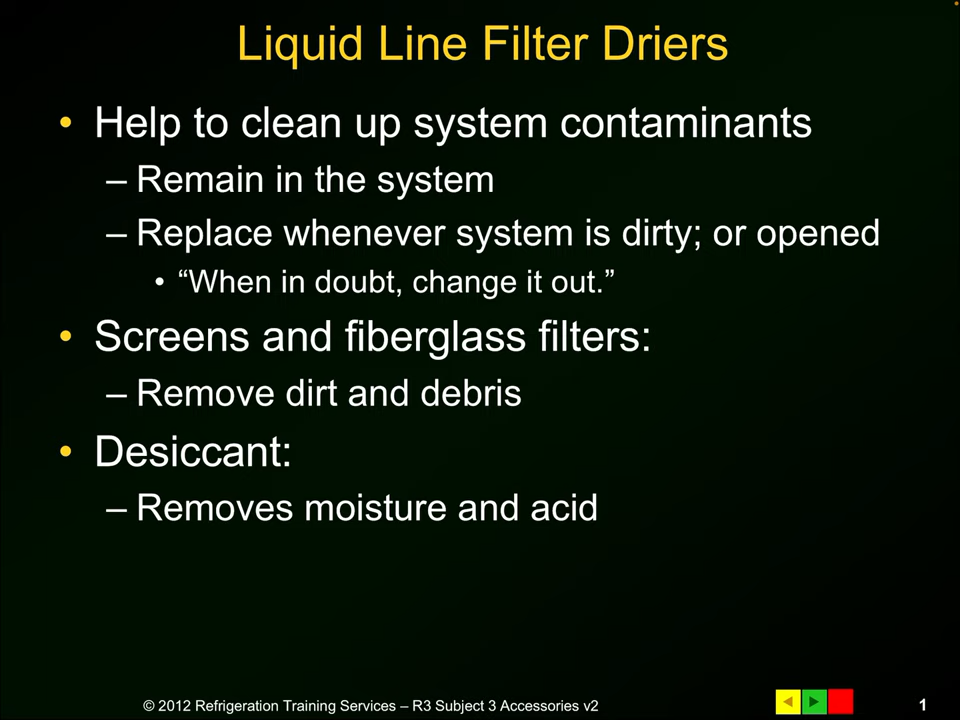 Liquid Line Filter Driers
• Help to clean up system contaminants
– Remain in the system
– Replace whenever system is dirty; or opened
• “When in doubt, change it out.”
• Screens and fiberglass filters:
– Remove dirt and debris
• Desiccant:
– Removes moisture and acid
© 2012 Refrigeration Training Services – R3 Subject 3 Accessories v2
1